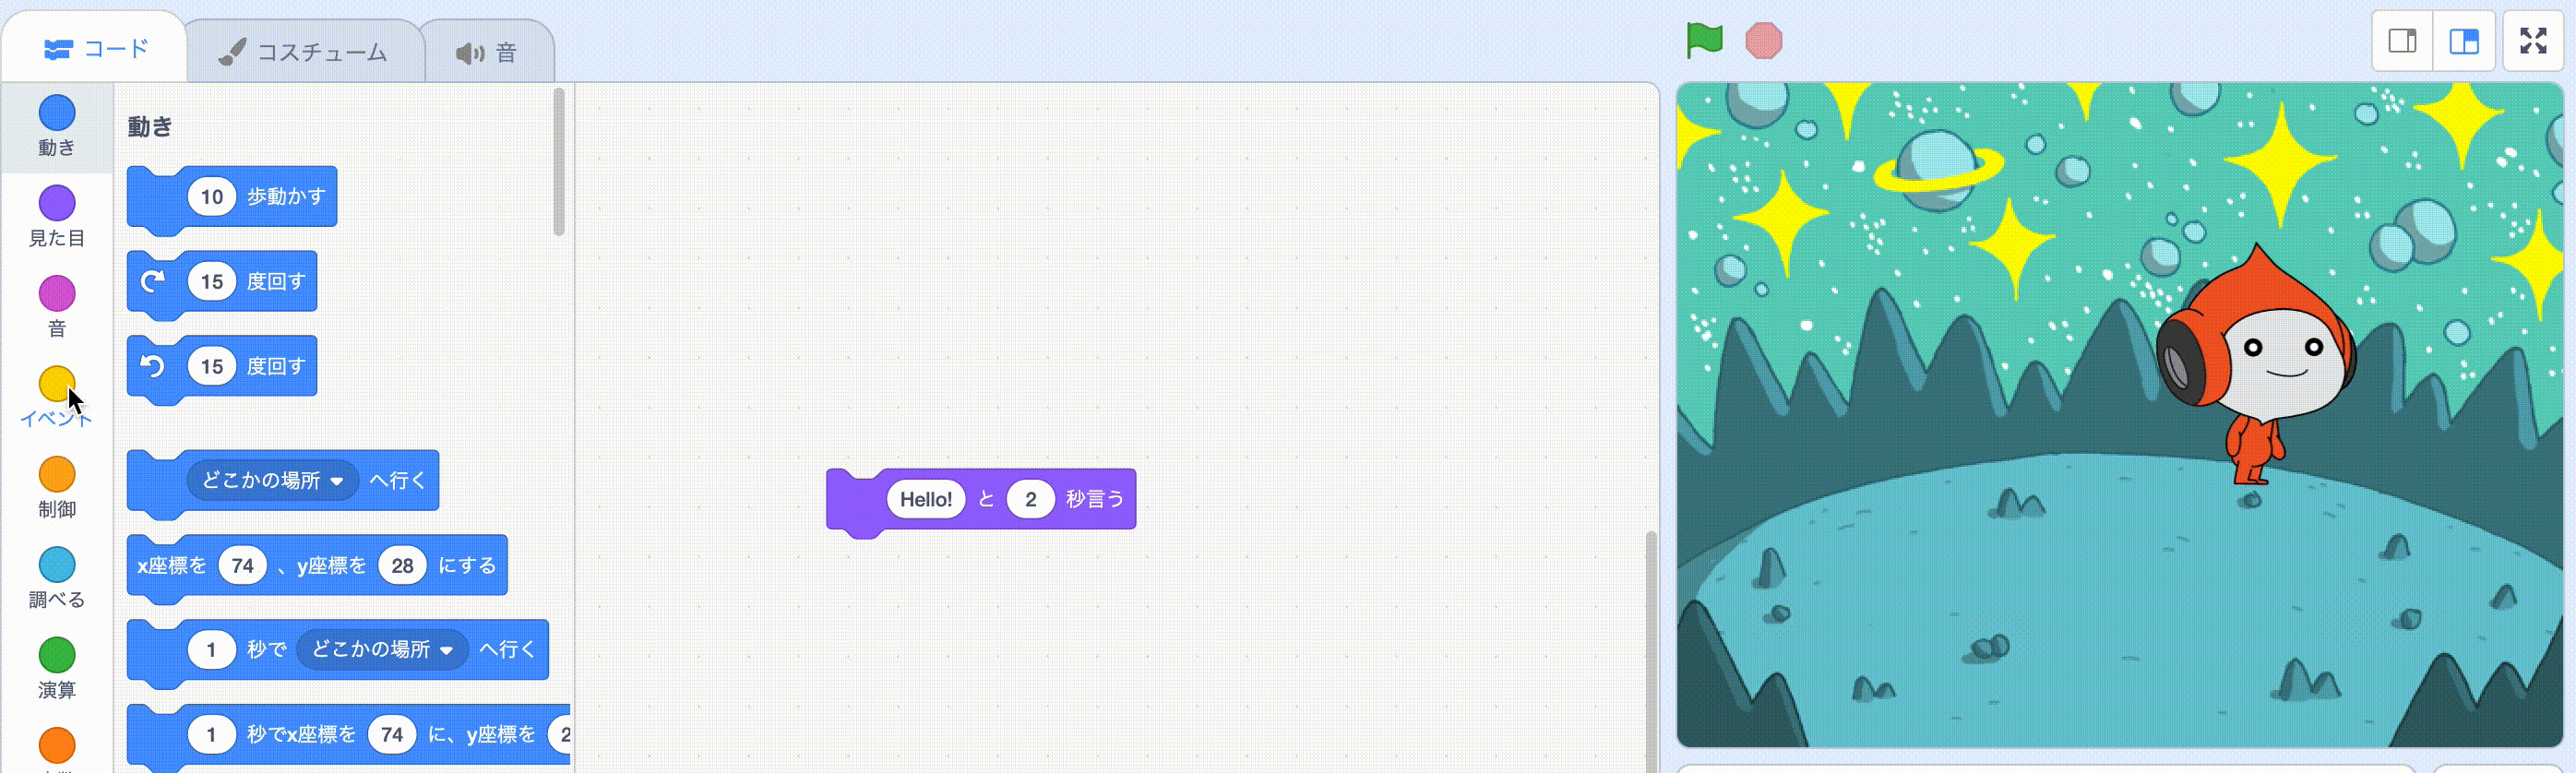 コード
コスチューム
音
動き
見た目
音
イベント
制御
調べる
演算
動き
10 歩動かす
15 度回す
15 度回す
どこかの場所 へ行く
x座標を 74 、y座標を 28 にする
1 秒で どこかの場所 へ行く
1 秒でx座標を 74 に、y座標を 2
Hello! と 2 秒言う